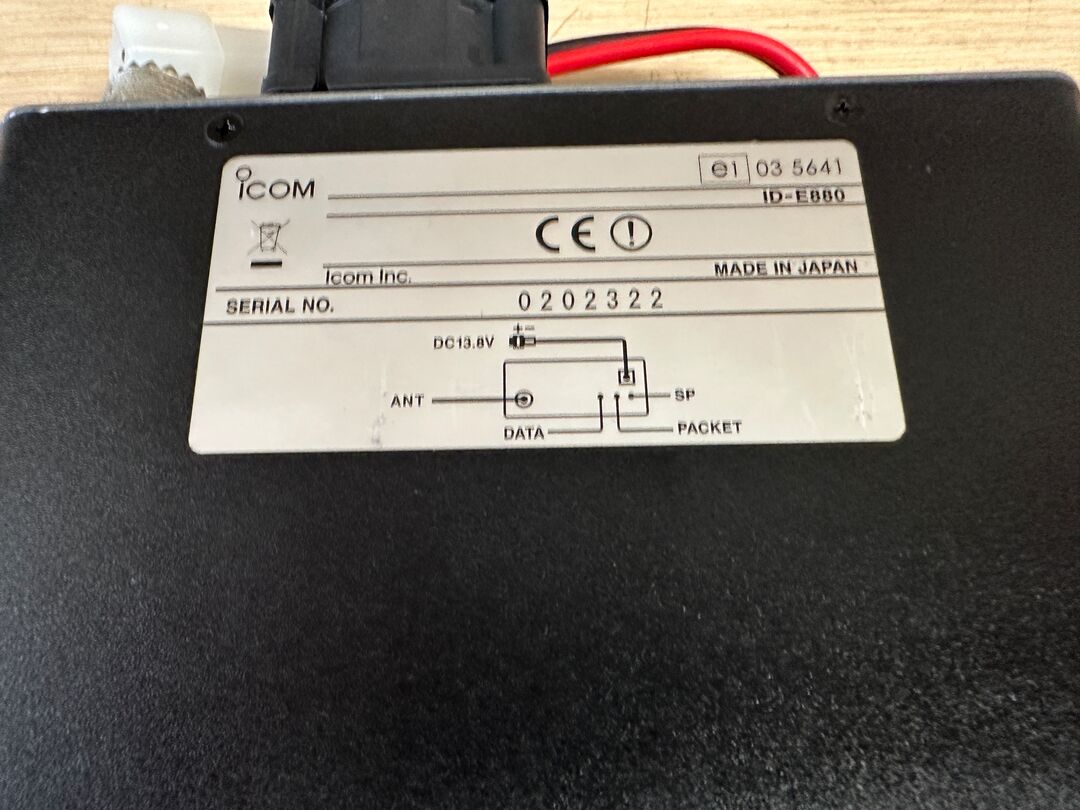 iCOM
e1 03 5641
ID-E880
CE
Icom Inc.
MADE IN JAPAN
SERIAL NO. 0202322
+ -
DC13.8V
ANT
SP
DATA
PACKET